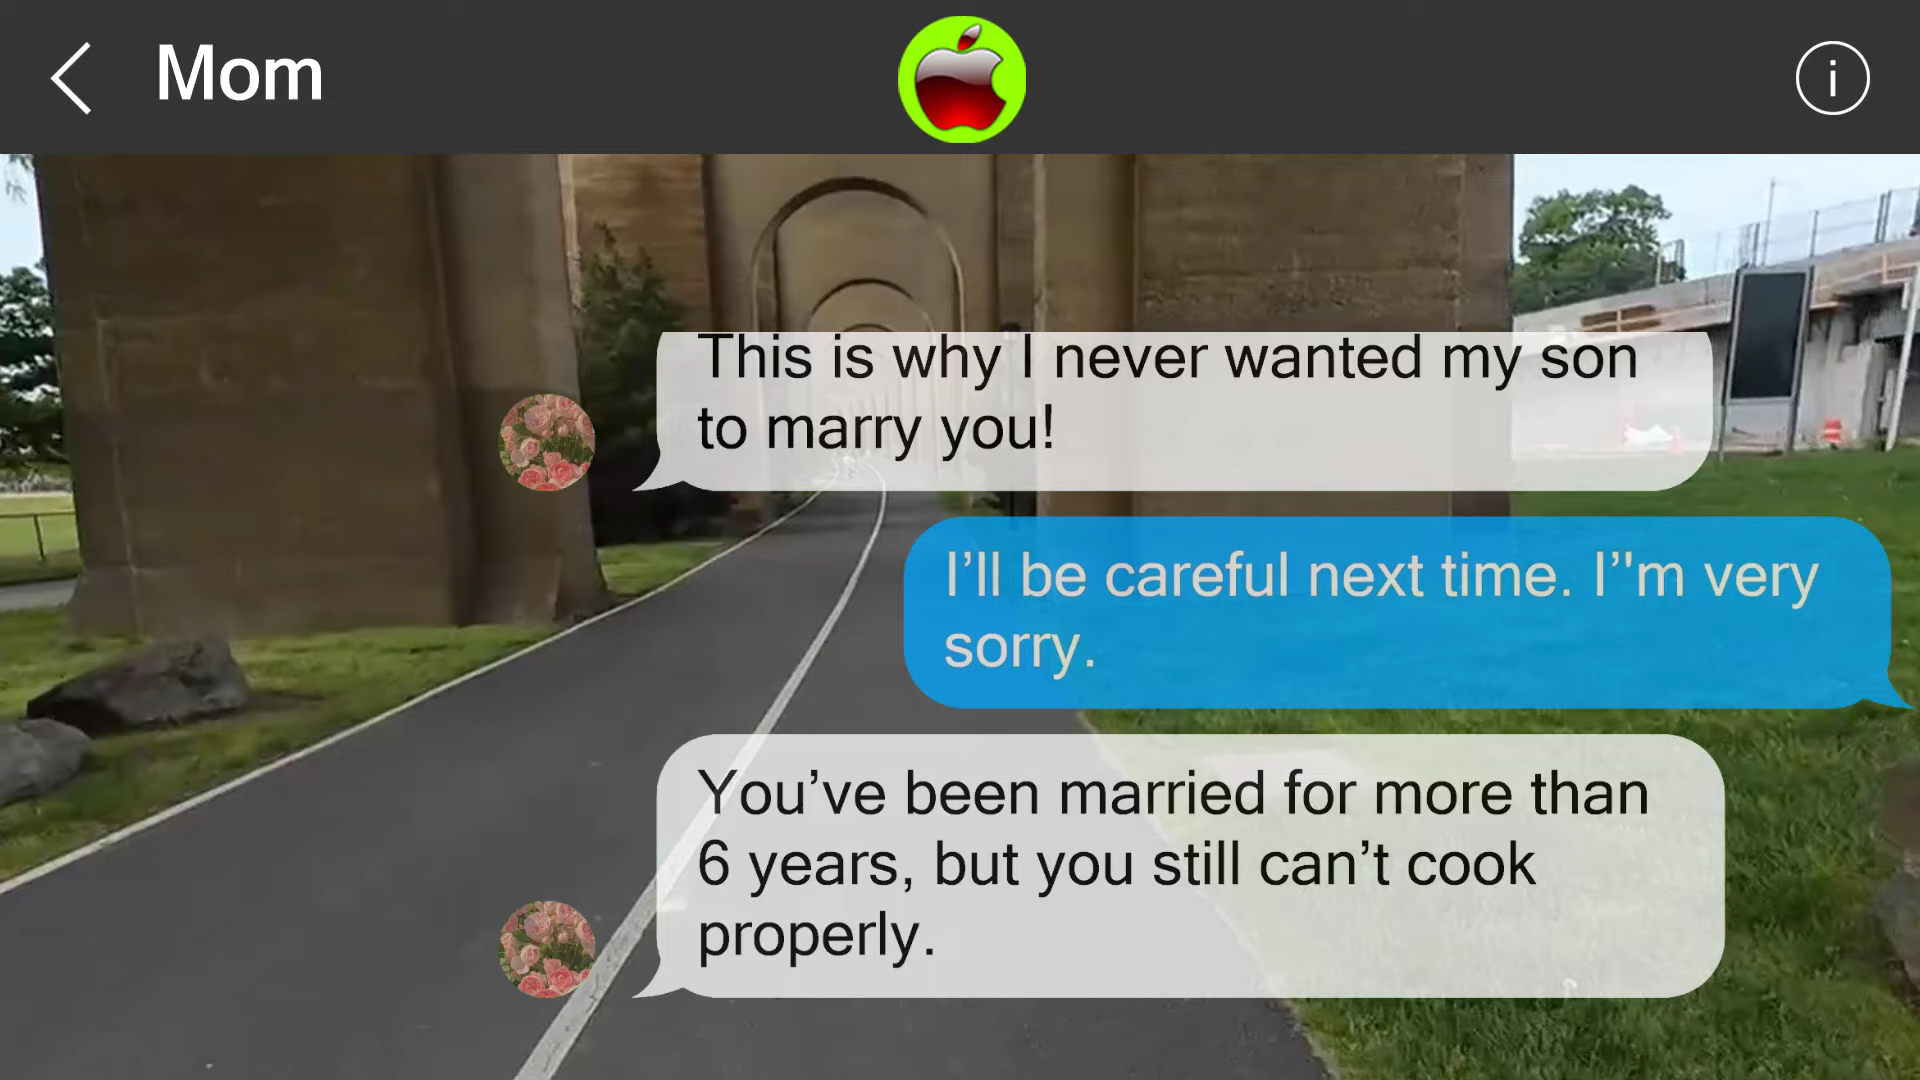 Mom
i
This is why I never wanted my son
to marry you!
I’ll be careful next time. I’'m very
sorry.
You’ve been married for more than
6 years, but you still can’t cook
properly.